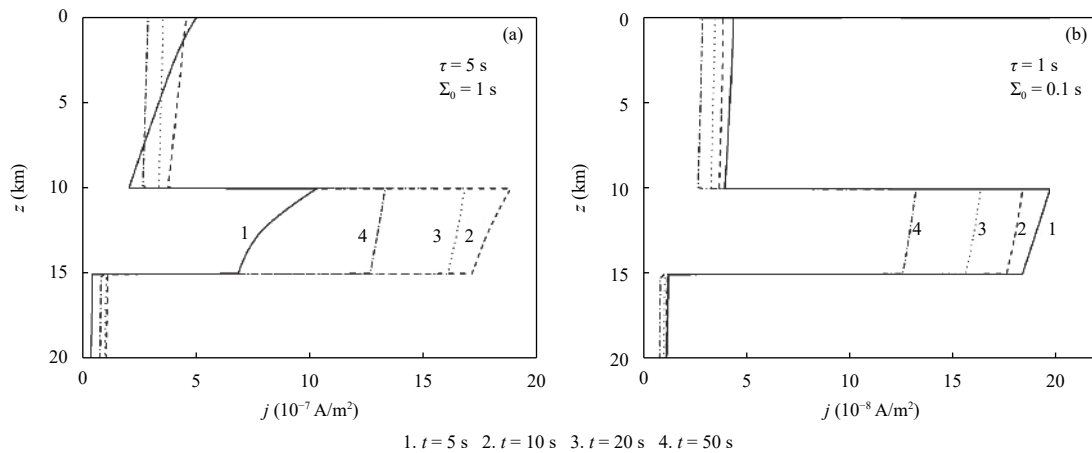 (a)
τ = 5 s
Σ₀ = 1 s
0
5
10
15
20
z (km)
1
4
3
2
0
5
10
15
20
j (10⁻⁷ A/m²)
(b)
τ = 1 s
Σ₀ = 0.1 s
0
5
10
15
20
z (km)
4
3
2
1
0
5
10
15
20
j (10⁻⁸ A/m²)
1. t = 5 s 2. t = 10 s 3. t = 20 s 4. t = 50 s